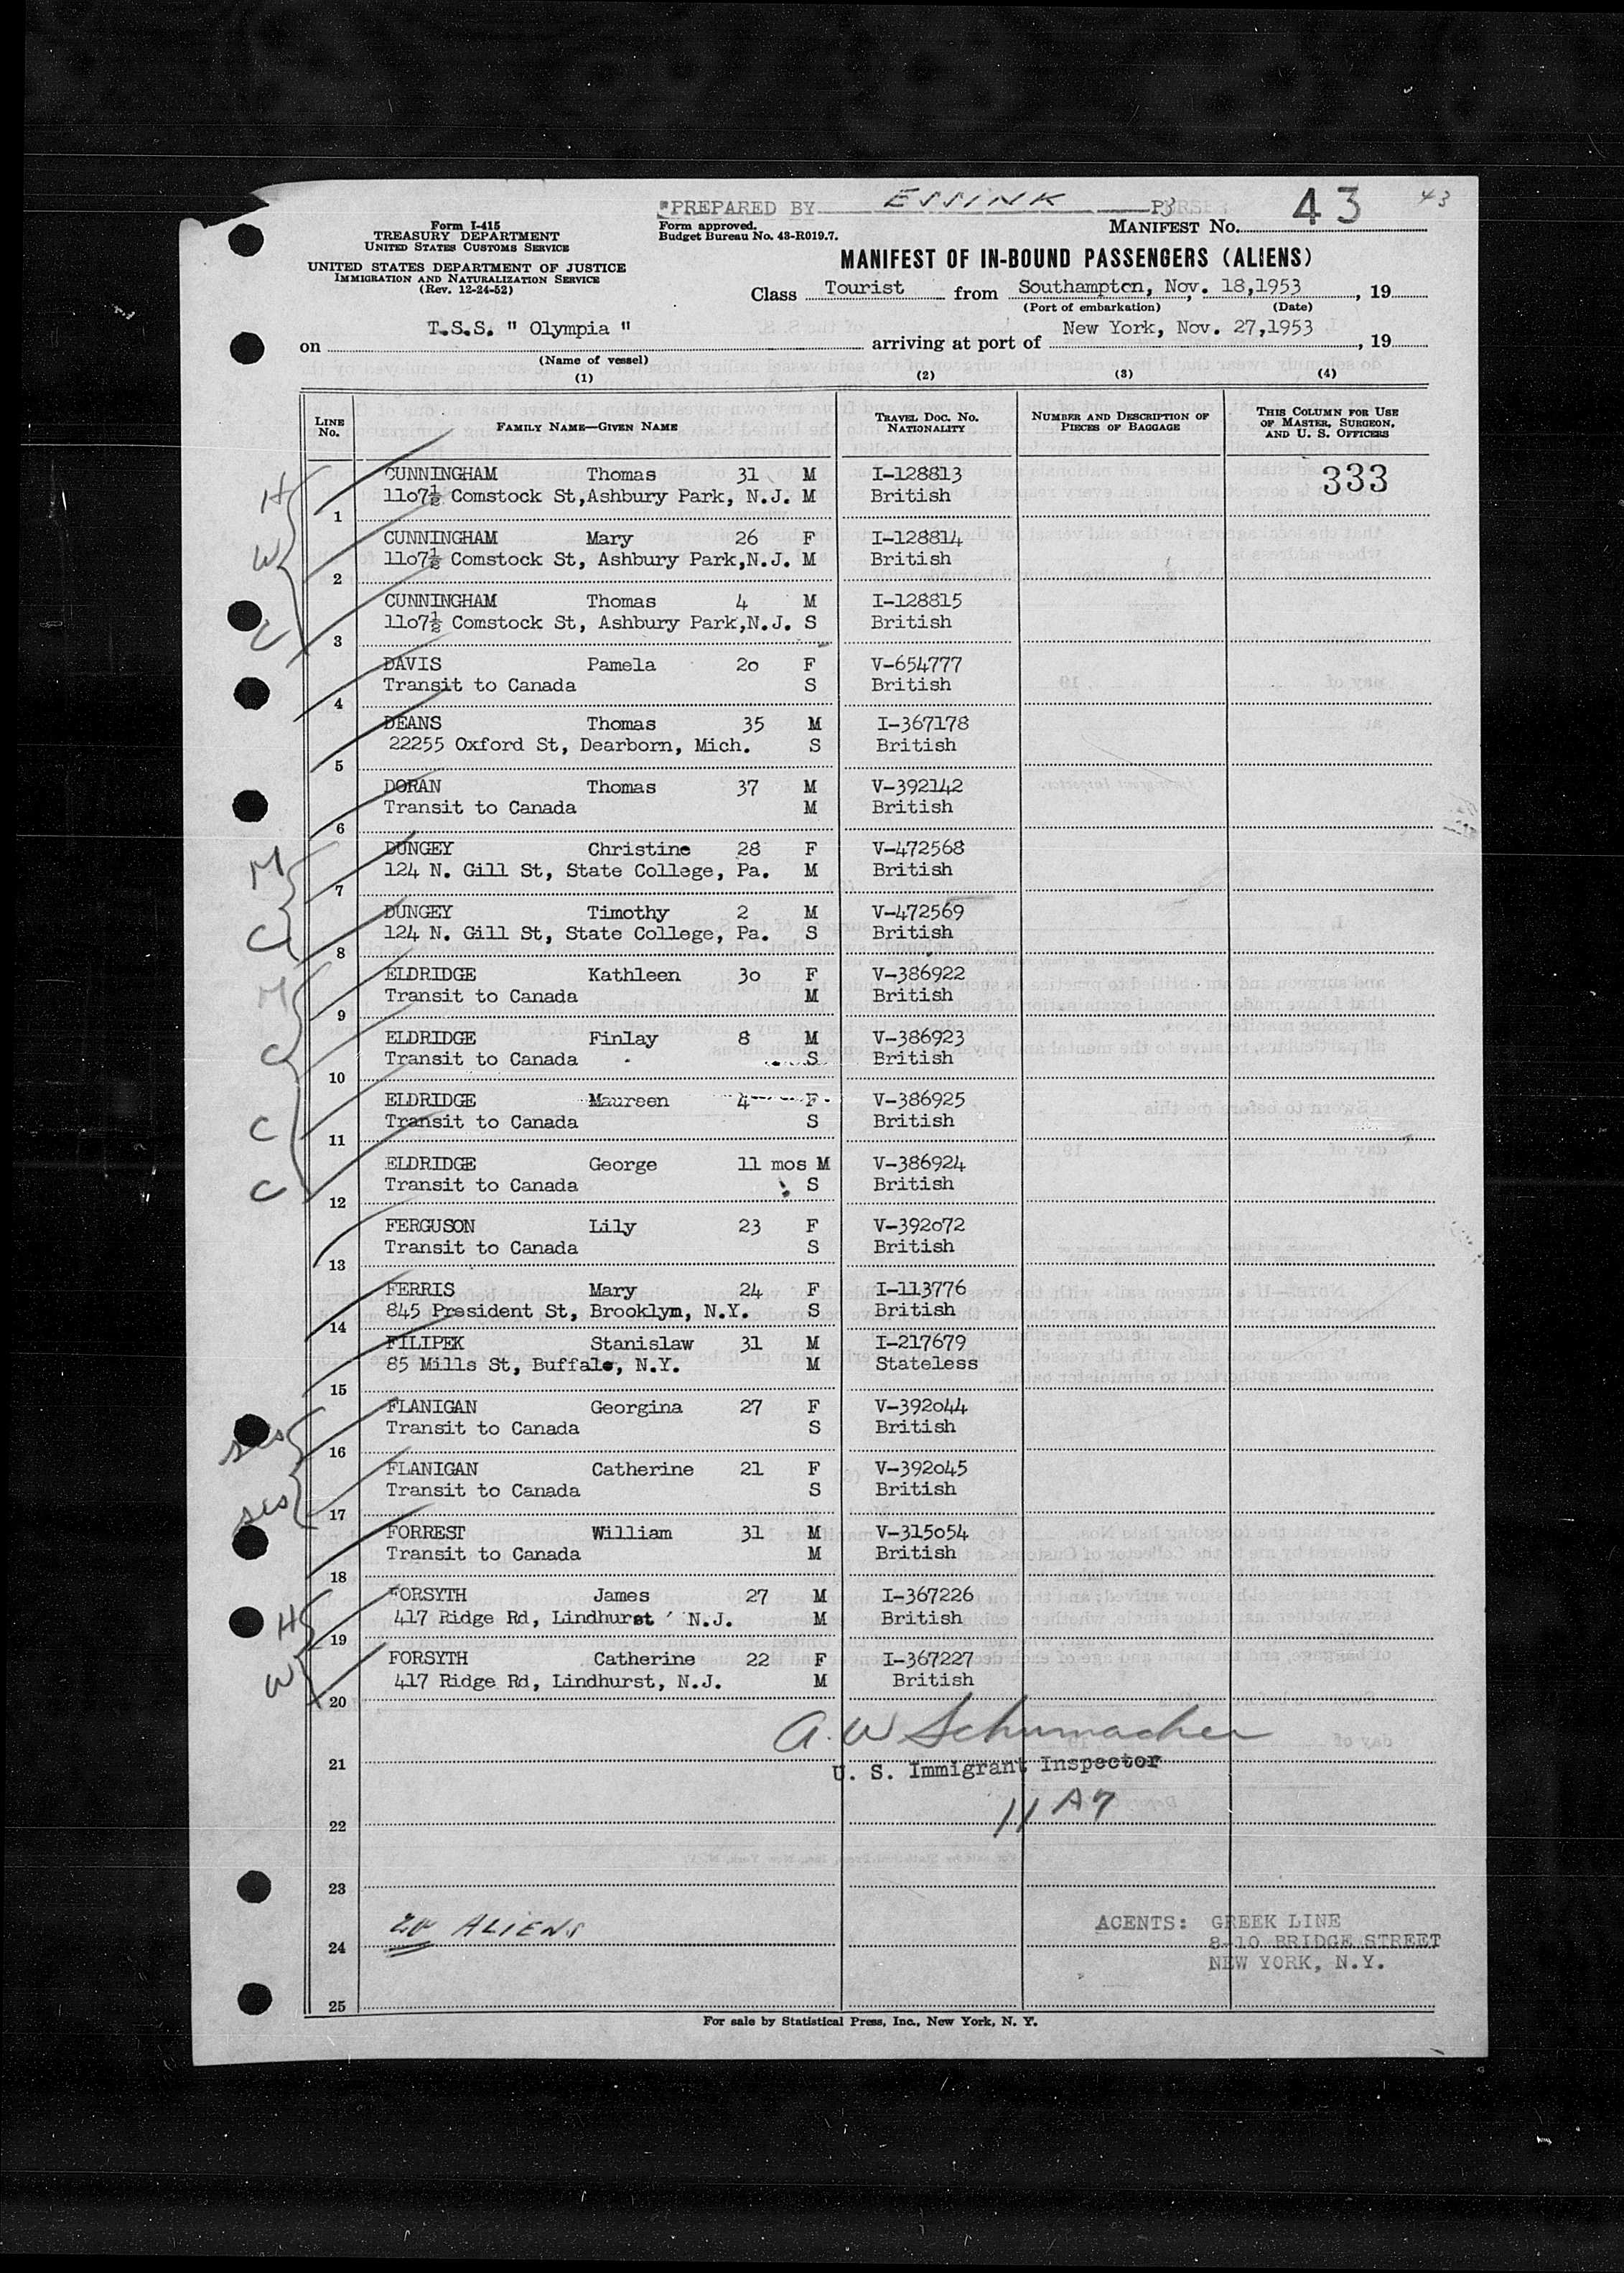 "PREPARED BY ESSINK PURSER
MANIFEST No. 43
43
Form I-415
TREASURY DEPARTMENT
UNITED STATES CUSTOMS SERVICE
Form approved.
Budget Bureau No. 43-R019.7.
UNITED STATES DEPARTMENT OF JUSTICE
IMMIGRATION AND NATURALIZATION SERVICE
(Rev. 12-24-52)
MANIFEST OF IN-BOUND PASSENGERS (ALIENS)
Class Tourist from Southampton, Nov. 18,1953, 19
(Port of embarkation) (Date)
on T.S.S. " Olympia " arriving at port of New York, Nov. 27,1953, 19
(Name of vessel)
(1) (2) (3) (4)
LINE No. FAMILY NAME—GIVEN NAME TRAVEL DOC. NO. NATIONALITY NUMBER AND DESCRIPTION OF PIECES OF BAGGAGE THIS COLUMN FOR USE OF MASTER, SURGEON, AND U. S. OFFICERS
H CUNNINGHAM Thomas 31 M I-128813 333
1107½ Comstock St,Ashbury Park, N.J. M British
1
W CUNNINGHAM Mary 26 F I-128814
1107½ Comstock St, Ashbury Park,N.J. M British
2
C CUNNINGHAM Thomas 4 M I-128815
1107½ Comstock St, Ashbury Park,N.J. S British
3
DAVIS Pamela 20 F V-654777
Transit to Canada S British
4
DEANS Thomas 35 M I-367178
22255 Oxford St, Dearborn, Mich. S British
5
DORAN Thomas 37 M V-392142
Transit to Canada M British
6
M DUNGEY Christine 28 F V-472568
124 N. Gill St, State College, Pa. M British
7
C DUNGEY Timothy 2 M V-472569
124 N. Gill St, State College, Pa. S British
8
M ELDRIDGE Kathleen 30 F V-386922
Transit to Canada M British
9
C ELDRIDGE Finlay 8 M V-386923
Transit to Canada S British
10
C ELDRIDGE Maureen 4 F V-386925
Transit to Canada S British
11
C ELDRIDGE George 11 mos M V-386924
Transit to Canada S British
12
FERGUSON Lily 23 F V-392072
Transit to Canada S British
13
FERRIS Mary 24 F I-113776
845 President St, Brooklym, N.Y. S British
14
FILIPEK Stanislaw 31 M I-217679
85 Mills St, Buffalo, N.Y. M Stateless
15
scs FLANIGAN Georgina 27 F V-392044
Transit to Canada S British
16
scs FLANIGAN Catherine 21 F V-392045
Transit to Canada S British
17
FORREST William 31 M V-315054
Transit to Canada M British
18
H FORSYTH James 27 M I-367226
417 Ridge Rd, Lindhurst N.J. M British
19
W FORSYTH Catherine 22 F I-367227
417 Ridge Rd, Lindhurst, N.J. M British
20
A. W Schumacher
21 U. S. Immigrant Inspector
22
23
20 ALIENS
AGENTS: GREEK LINE
8-10 BRIDGE STREET
24
NEW YORK, N.Y.
25
For sale by Statistical Press, Inc., New York, N. Y.